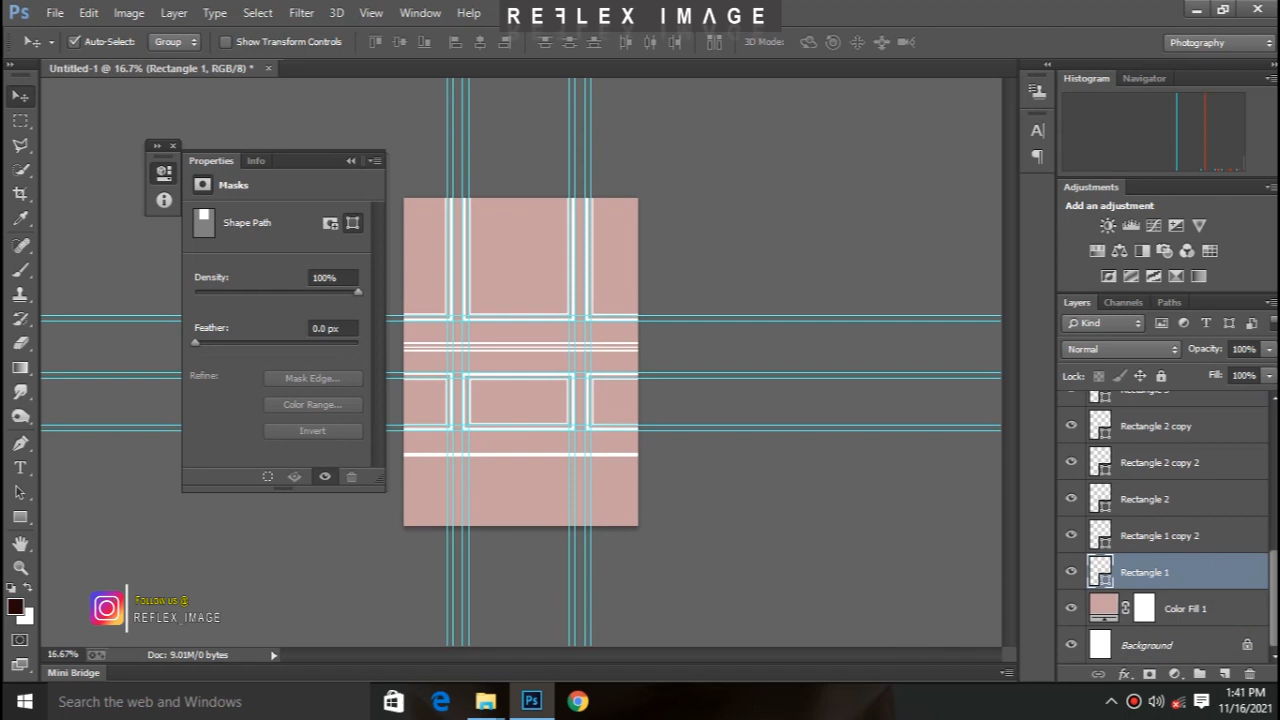 Ps File Edit Image Layer Type Select Filter 3D View Window Help
REFLEX IMAGE
Auto-Select: Group Show Transform Controls 3D Mode: Photography
Untitled-1 @ 16.7% (Rectangle 1, RGB/8) *
Histogram Navigator
Properties Info
Masks
Shape Path
Density: 100%
Feather: 0.0 px
Refine: Mask Edge...
Color Range...
Invert
Adjustments
Add an adjustment
Layers Channels Paths
Kind
Normal Opacity: 100%
Lock: Fill: 100%
Rectangle 2 copy
Rectangle 2 copy 2
Rectangle 2
Rectangle 1 copy 2
Rectangle 1
Color Fill 1
Background
Follow us @
REFLEX_IMAGE
16.67% Doc: 9.01M/0 bytes
Mini Bridge
Search the web and Windows
Ps
1:41 PM
11/16/2021